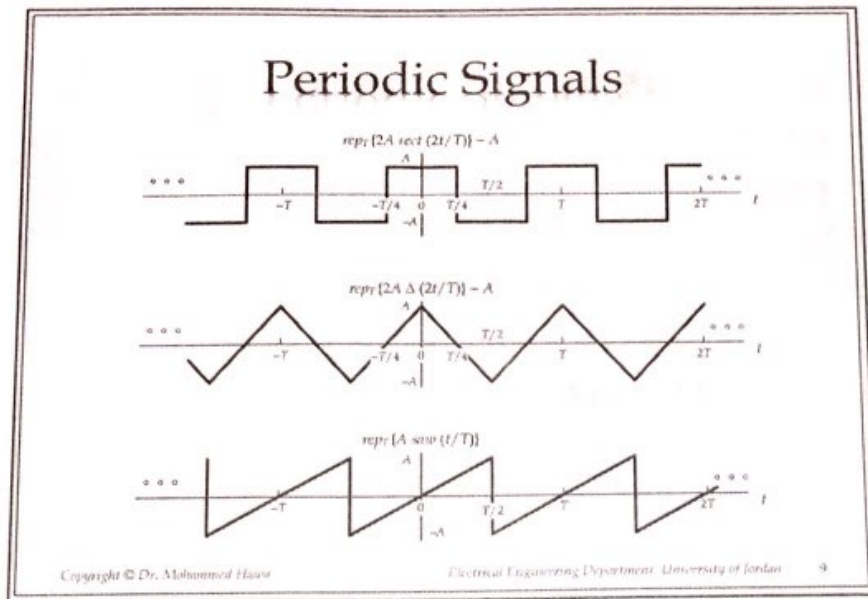 Periodic Signals
rep_T{2A rect (2t/T)} – A
A
T/2
–T –T/4 0 T/4 T 2T t
–A
rep_T{2A Δ (2t/T)} – A
A
T/2
–T –T/4 0 T/4 T 2T t
–A
rep_T{A saw (t/T)}
A
–T 0 T/2 T 2T t
–A
Copyright © Dr. Mohammed Hawa Electrical Engineering Department, University of Jordan 9